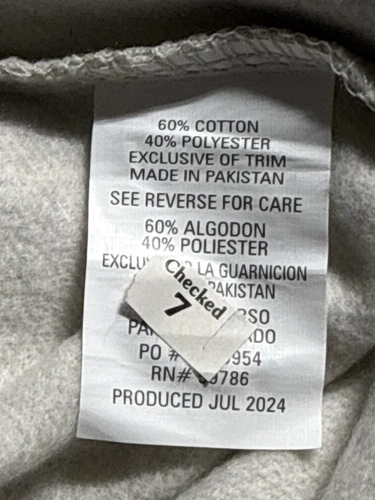 60% COTTON
40% POLYESTER
EXCLUSIVE OF TRIM
MADE IN PAKISTAN
SEE REVERSE FOR CARE
60% ALGODON
40% POLIESTER
LA GUARNICION
PAKISTAN
Checked
7
PO #
RN#
PRODUCED JUL 2024